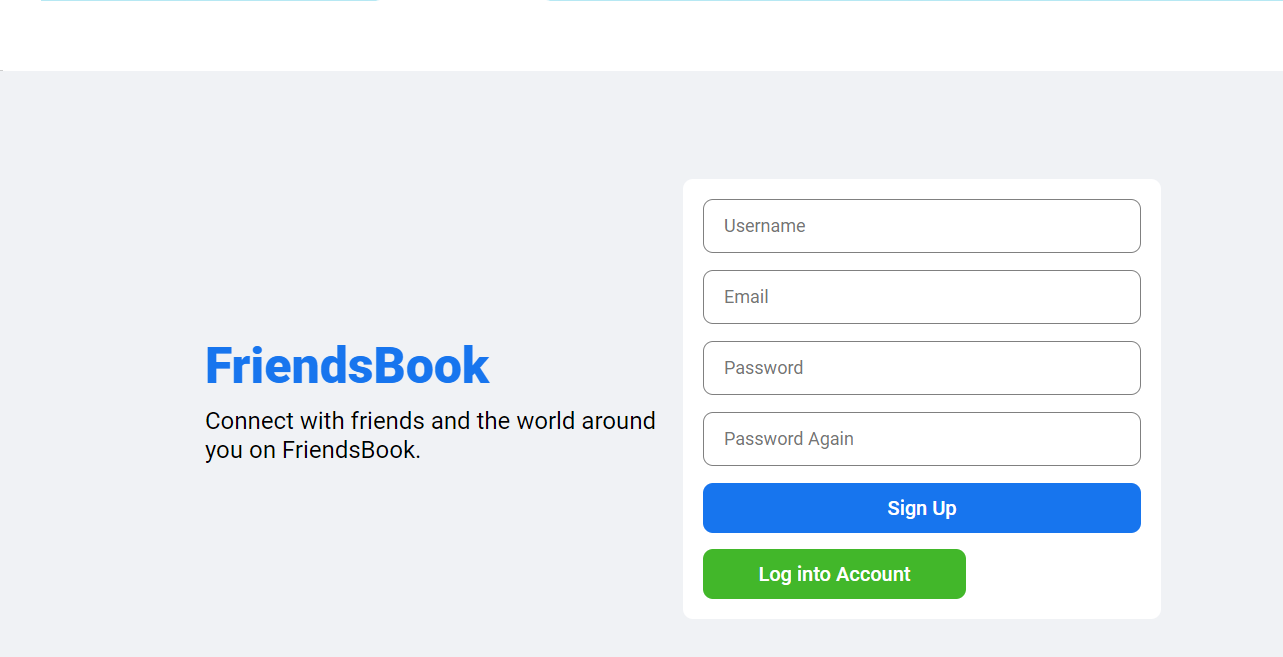 FriendsBook
Connect with friends and the world around
you on FriendsBook.
Username
Email
Password
Password Again
Sign Up
Log into Account